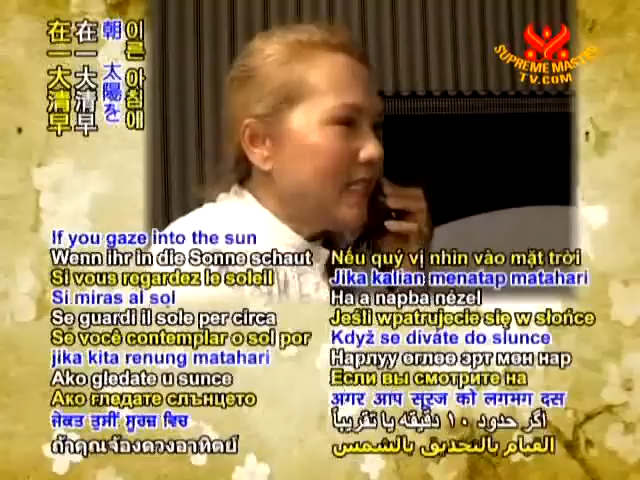 在一大清早
在一大清早
朝 太陽を
이른 아침에
SUPREME MASTER
TV.COM
If you gaze into the sun
Wenn ihr in die Sonne schaut
Si vous regardez le soleil
Si miras al sol
Se guardi il sole per circa
Se você contemplar o sol por
jika kita renung matahari
Ako gledate u sunce
Ако гледате слънцето
ਜੇਕਤ ਤੁਸੀਂ ਸੂਰਜ ਵਿਚ
ถ้าคุณจ้องดวงอาทิตย์
Nếu quý vị nhìn vào mặt trời
Jika kalian menatap matahari
Ha a napba nézel
Jeśli wpatrujecie się w słońce
Když se díváte do slunce
Нарлуу өглөө эрт мөн нар
Если вы смотрите на
अगर आप सूरज को लगभग दस
اگر حدود ۱۰ دقیقه یا تقریباً
القيام بالتحديق بالشمس